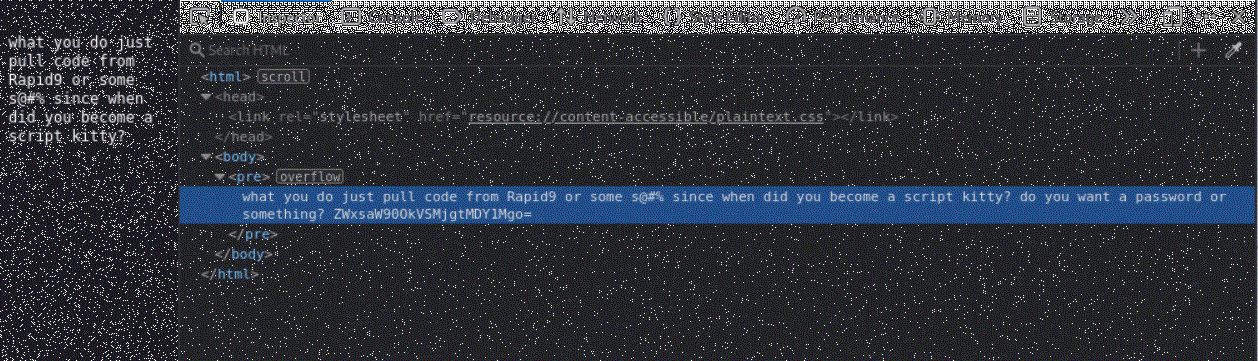 what you do just
pull code from
Rapid9 or some
s@#% since when
did you become a
script kitty?
Search HTML
<html> scroll
<head>
<link rel="stylesheet" href="resource://content-accessible/plaintext.css"></link>
</head>
<body>
<pre> overflow
what you do just pull code from Rapid9 or some s@#% since when did you become a script kitty? do you want a password or
something? ZWxsaW90OkVSMjgtMDY1Mgo=
</pre>
</body>
</html>